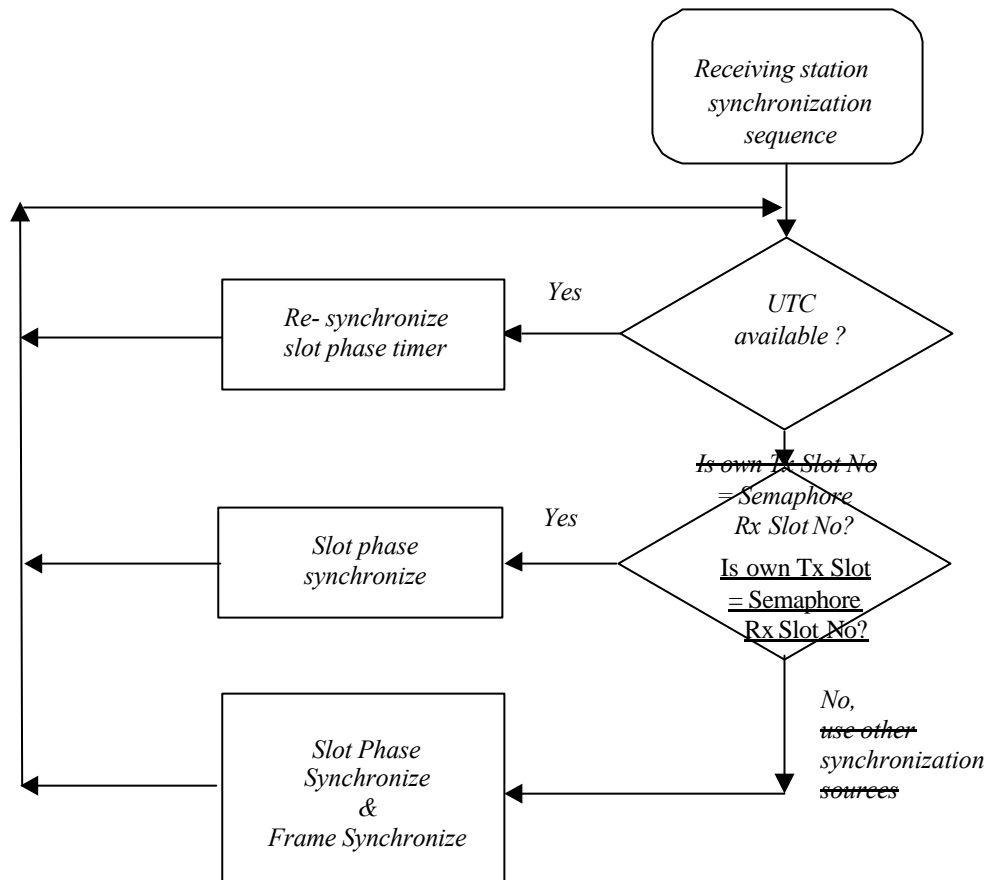 Receiving station
synchronization
sequence
Yes
UTC
available ?
Re- synchronize
slot phase timer
Is own Tx Slot No
= Semaphore
Rx Slot No?
Is own Tx Slot
= Semaphore
Rx Slot No?
Yes
Slot phase
synchronize
No,
use other
synchronization
sources
Slot Phase
Synchronize
&
Frame Synchronize